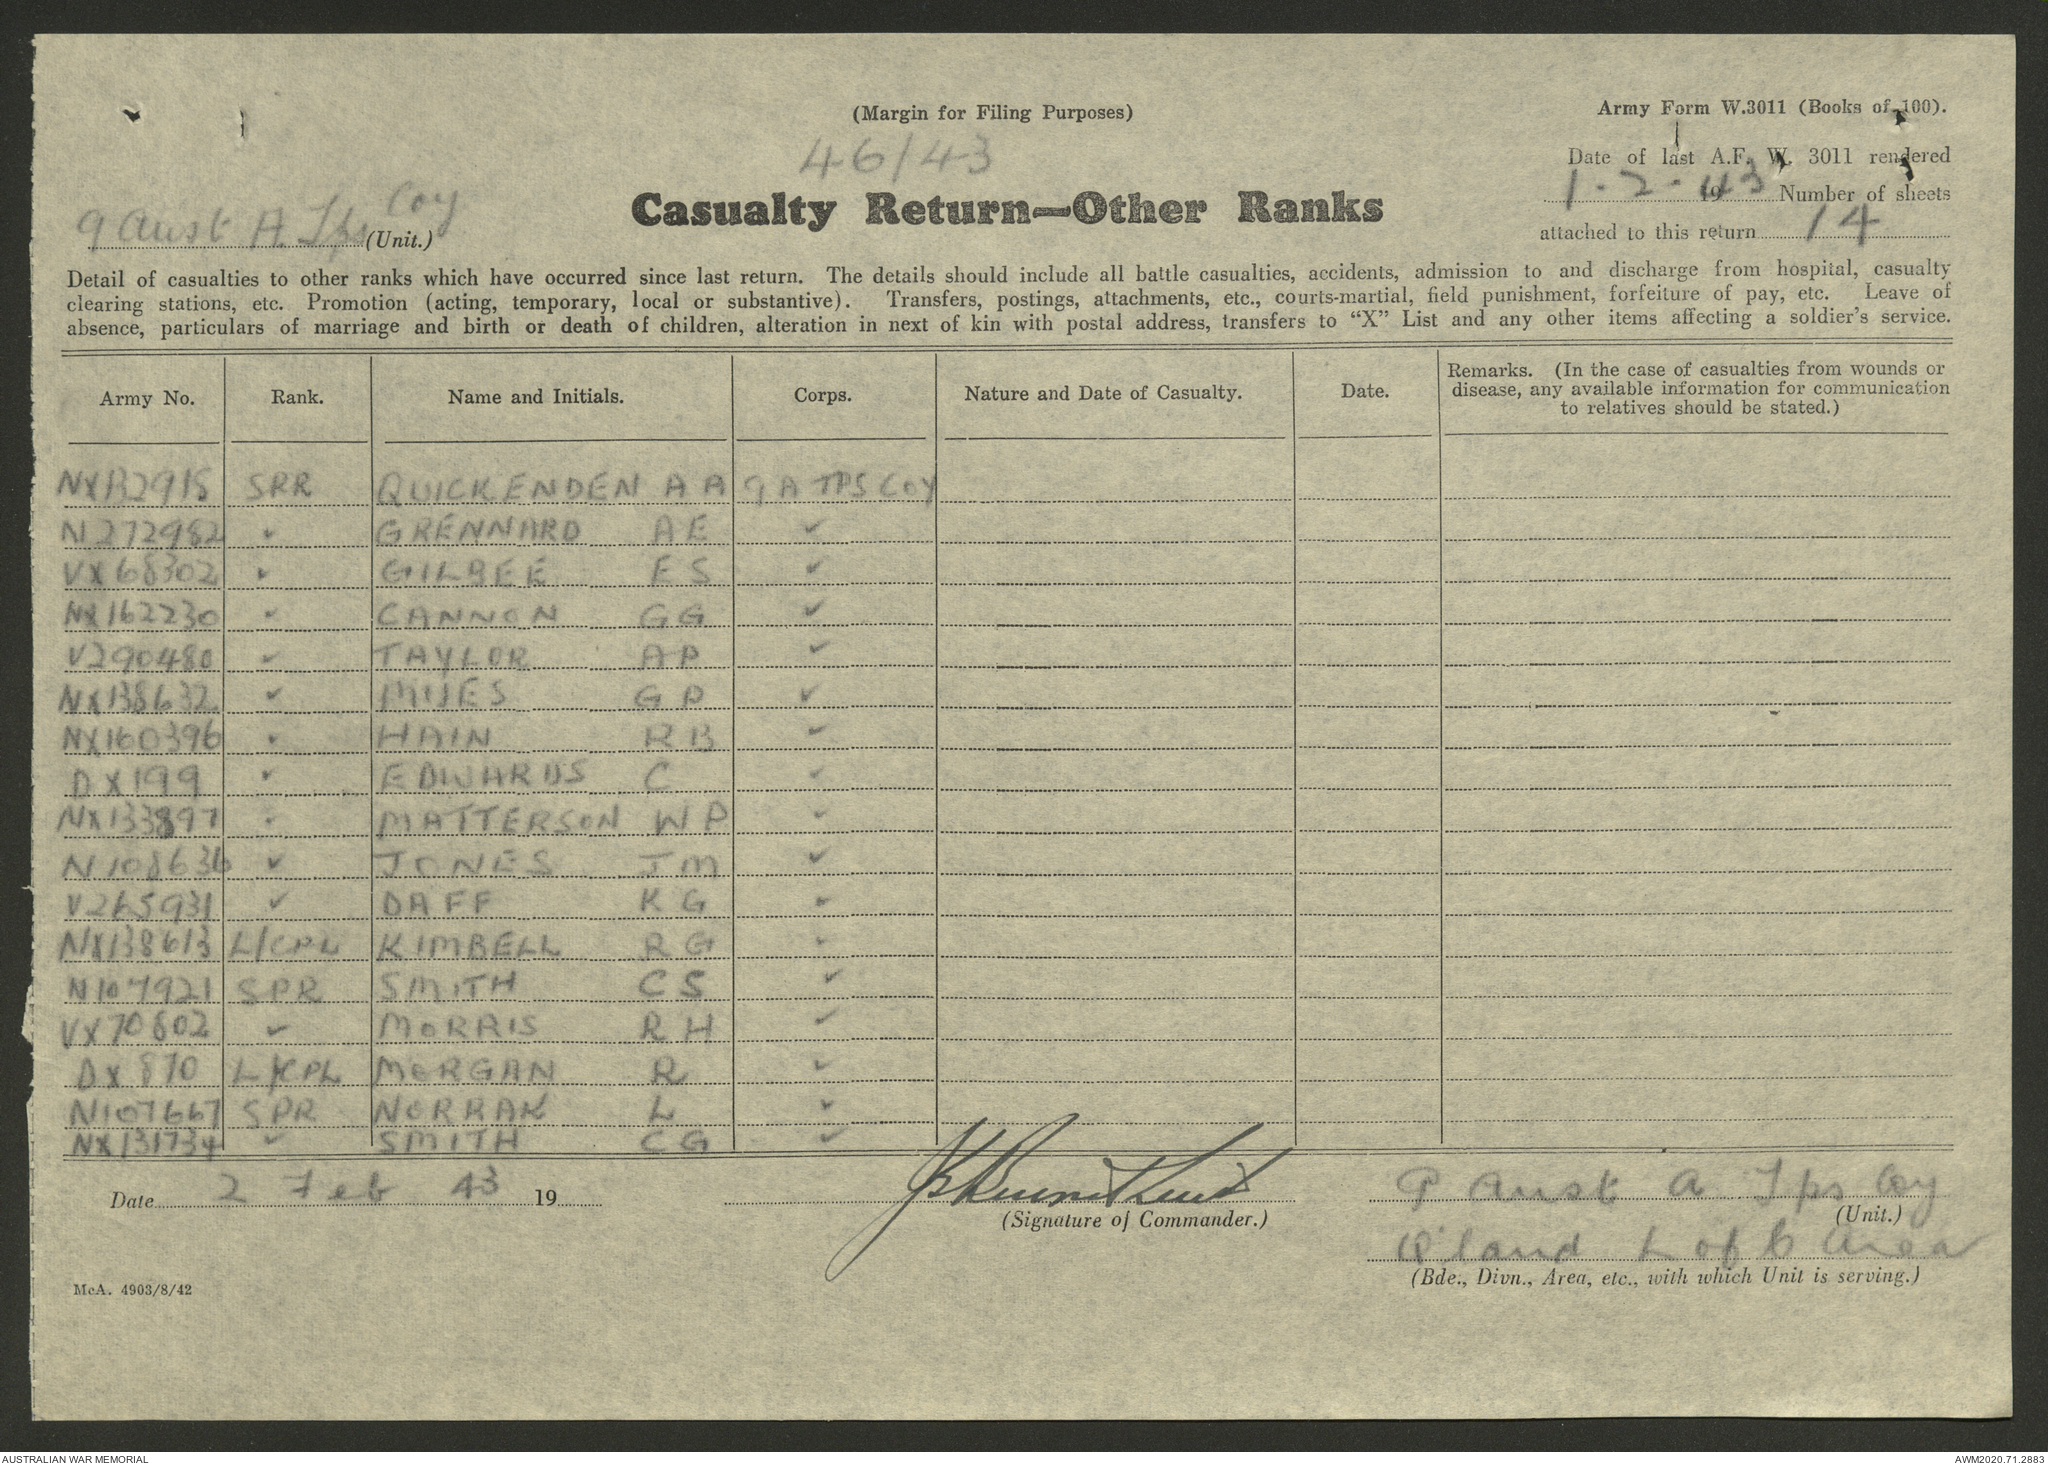 (Margin for Filing Purposes)
Army Form W.3011 (Books of 100).
46/43
Date of last A.F. W. 3011 rendered
1.2.43 19 Number of sheets
attached to this return 14
9 Aust A. Tps Coy (Unit.)
Casualty Return—Other Ranks
Detail of casualties to other ranks which have occurred since last return. The details should include all battle casualties, accidents, admission to and discharge from hospital, casualty
clearing stations, etc. Promotion (acting, temporary, local or substantive). Transfers, postings, attachments, etc., courts-martial, field punishment, forfeiture of pay, etc. Leave of
absence, particulars of marriage and birth or death of children, alteration in next of kin with postal address, transfers to “X” List and any other items affecting a soldier's service.
Army No. Rank. Name and Initials. Corps. Nature and Date of Casualty. Date. Remarks. (In the case of casualties from wounds or
disease, any available information for communication
to relatives should be stated.)
NX132915 SPR QUICKENDEN A A 9 A TPS COY
N272982 ✓ GRENNARD A E ✓
VX68302 ✓ GILBEE E S ✓
NX162230 ✓ CANNON G G ✓
V290480 ✓ TAYLOR A P ✓
NX138632 ✓ MILES G P ✓
NX160396 ✓ HAIN R B ✓
DX199 ✓ EDWARDS C ✓
NX133897 ✓ MATTERSON W P ✓
N108636 ✓ JONES J M ✓
V265931 ✓ DAFF K G ✓
NX138613 L/CPL KIMBELL R G ✓
N107921 SPR SMITH C S ✓
VX70802 ✓ MORRIS R H ✓
DX870 L/CPL MORGAN R ✓
N107667 SPR NORRAK L ✓
NX131734 ✓ SMITH C G ✓
Date 2 Feb 43 19
Lieut
(Signature of Commander.)
9 Aust A Tps Coy
(Unit.)
Q'land L of C Area
(Bde., Divn., Area, etc., with which Unit is serving.)
McA. 4903/8/42
AUSTRALIAN WAR MEMORIAL
AWM2020.71.2883